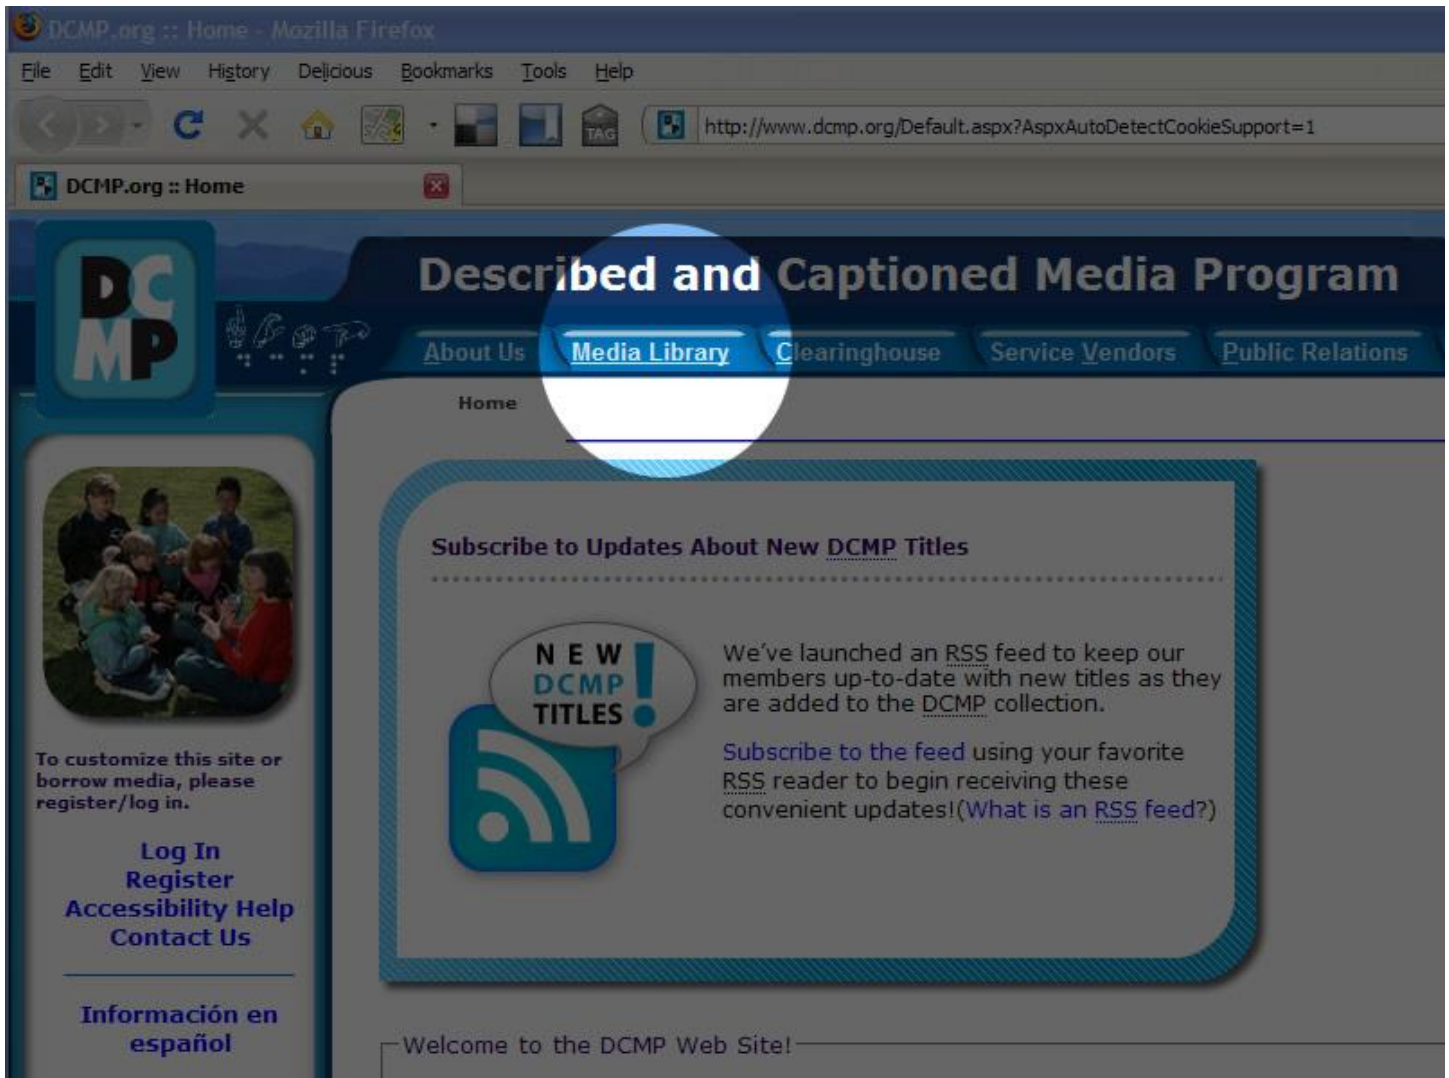 DCMP.org :: Home - Mozilla Firefox
File Edit View History Delicious Bookmarks Tools Help
TAG
http://www.dcmp.org/Default.aspx?AspxAutoDetectCookieSupport=1
DCMP.org :: Home
DC
MP
Described and Captioned Media Program
About Us Media Library Clearinghouse Service Vendors Public Relations
Home
To customize this site or
borrow media, please
register/log in.
Log In
Register
Accessibility Help
Contact Us
Información en
español
Subscribe to Updates About New DCMP Titles
NEW
DCMP
TITLES!
We've launched an RSS feed to keep our
members up-to-date with new titles as they
are added to the DCMP collection.
Subscribe to the feed using your favorite
RSS reader to begin receiving these
convenient updates!(What is an RSS feed?)
Welcome to the DCMP Web Site!